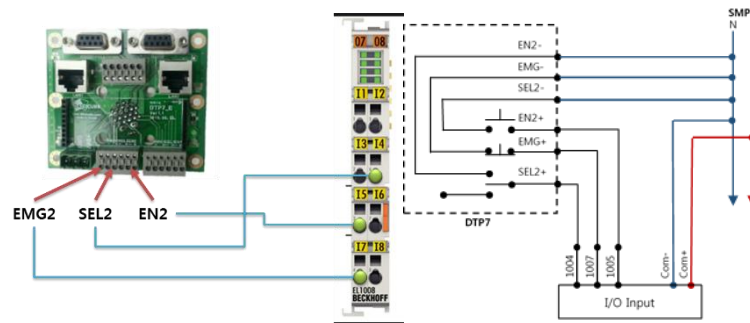 EMG2 SEL2 EN2
07 08
I1 I2
I3 I4
I5 I6
I7 I8
EL1008
BECKHOFF
EN2-
EMG-
SEL2-
EN2+
EMG+
SEL2+
DTP7
SMP
N
1004
1007
1005
Com-
Com+
I/O Input